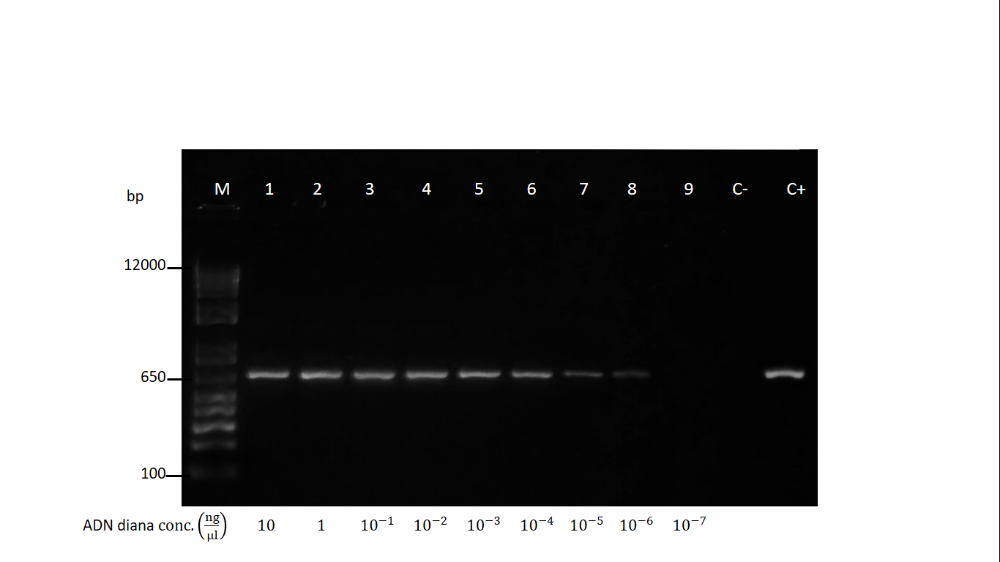 M 1 2 3 4 5 6 7 8 9 C- C+
bp
12000
650
100
ADN diana conc. (ng/μl) 10 1 10⁻¹ 10⁻² 10⁻³ 10⁻⁴ 10⁻⁵ 10⁻⁶ 10⁻⁷